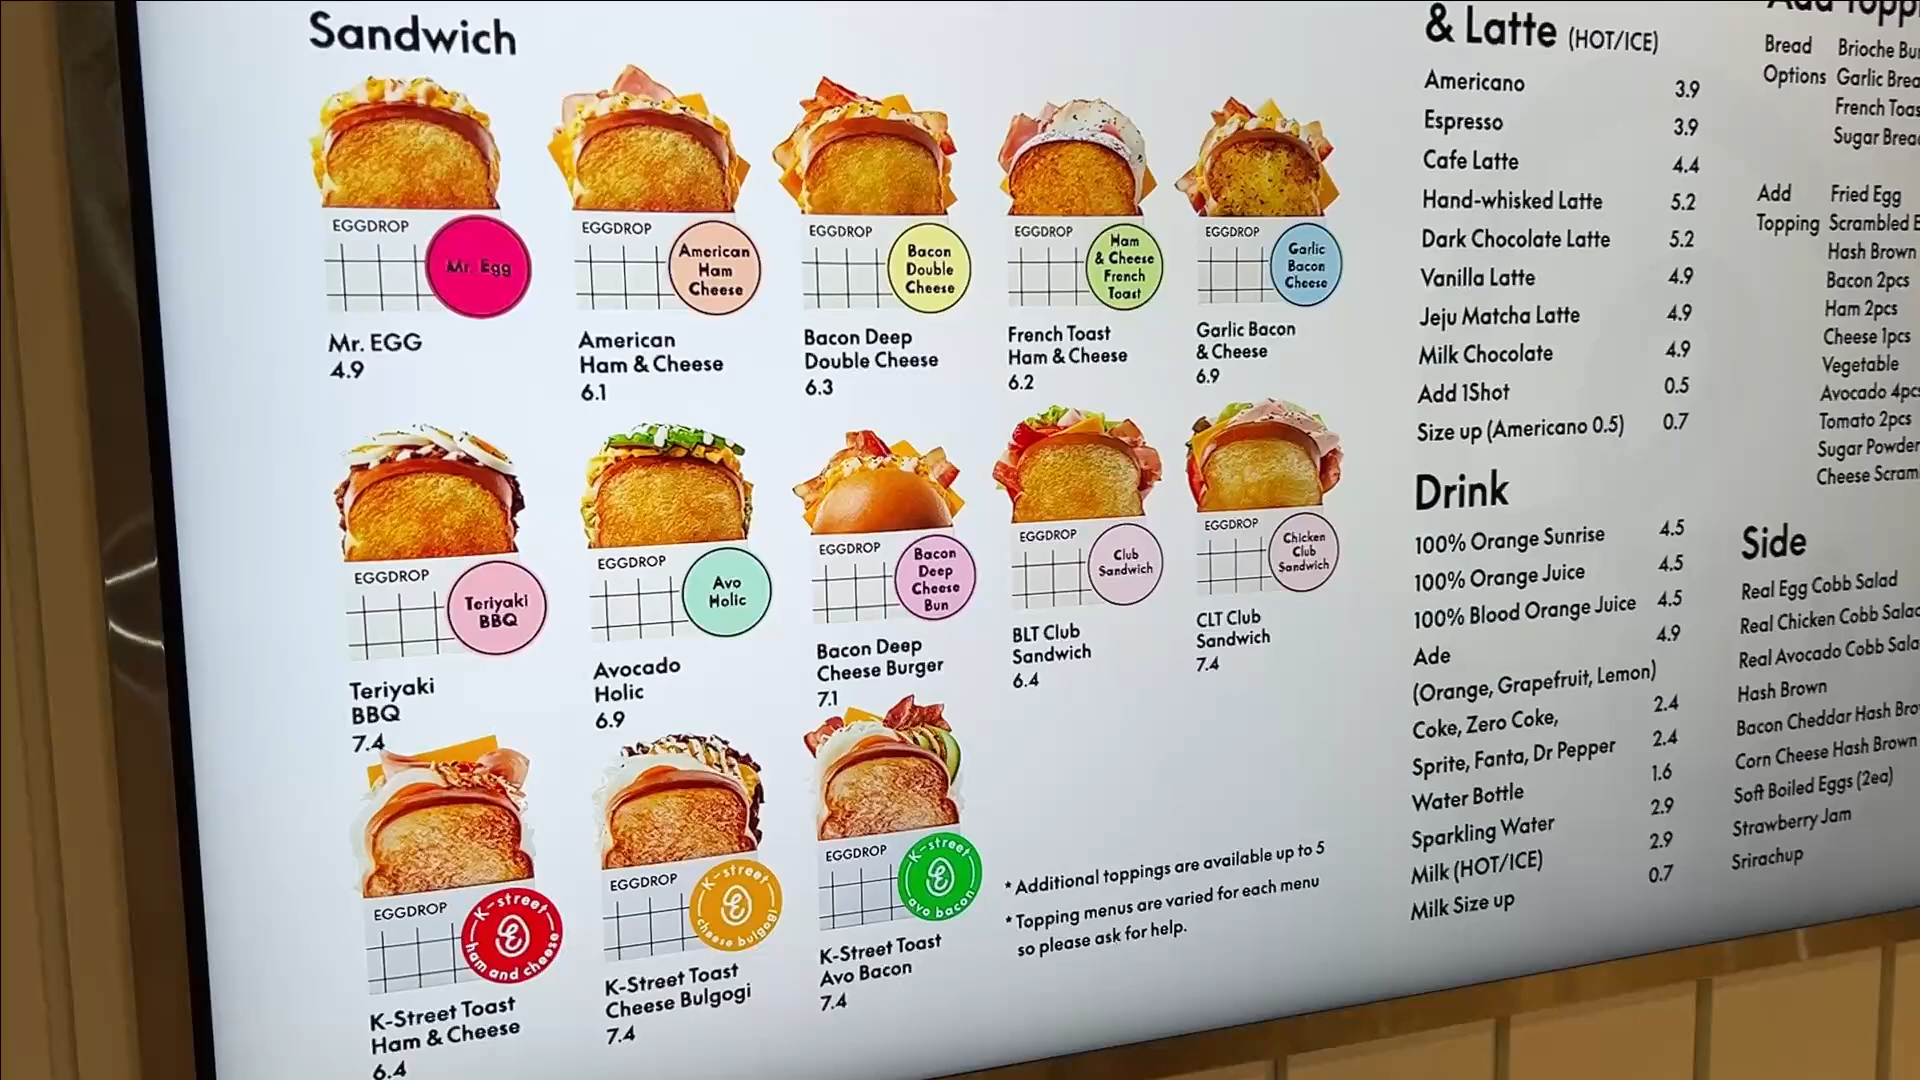 Sandwich
EGGDROP
Mr. Egg
Mr. EGG
4.9
EGGDROP
American
Ham
Cheese
American
Ham & Cheese
6.1
EGGDROP
Bacon
Double
Cheese
Bacon Deep
Double Cheese
6.3
EGGDROP
Ham
& Cheese
French
Toast
French Toast
Ham & Cheese
6.2
EGGDROP
Garlic
Bacon
Cheese
Garlic Bacon
& Cheese
6.9
EGGDROP
Teriyaki
BBQ
Teriyaki
BBQ
7.4
EGGDROP
Avo
Holic
Avocado
Holic
6.9
EGGDROP
Bacon
Deep
Cheese
Bun
Bacon Deep
Cheese Burger
7.1
EGGDROP
Club
Sandwich
BLT Club
Sandwich
6.4
EGGDROP
Chicken
Club
Sandwich
CLT Club
Sandwich
7.4
EGGDROP
K-street
ham and cheese
K-Street Toast
Ham & Cheese
6.4
EGGDROP
K-street
cheese bulgogi
K-Street Toast
Cheese Bulgogi
7.4
EGGDROP
K-street
avo bacon
K-Street Toast
Avo Bacon
7.4
* Additional toppings are available up to 5
* Topping menus are varied for each menu
so please ask for help.
& Latte (HOT/ICE)
Americano 3.9
Espresso 3.9
Cafe Latte 4.4
Hand-whisked Latte 5.2
Dark Chocolate Latte 5.2
Vanilla Latte 4.9
Jeju Matcha Latte 4.9
Milk Chocolate 4.9
Add 1Shot 0.5
Size up (Americano 0.5) 0.7
Drink
100% Orange Sunrise 4.5
100% Orange Juice 4.5
100% Blood Orange Juice 4.5
Ade 4.9
(Orange, Grapefruit, Lemon)
Coke, Zero Coke, 2.4
Sprite, Fanta, Dr Pepper 2.4
Water Bottle 1.6
Sparkling Water 2.9
Milk (HOT/ICE) 2.9
Milk Size up 0.7
Add
Bread Brioche
Options Garlic
French
Sugar
Add Fried Egg
Topping Scrambled
Hash Brown
Bacon 2pcs
Ham 2pcs
Cheese 1pcs
Vegetable
Avocado 4pcs
Tomato 2pcs
Sugar Powder
Cheese
Side
Real Egg Cobb Salad
Real Chicken Cobb
Real Avocado Cobb
Hash Brown
Bacon Cheddar Hash
Corn Cheese Hash Brown
Soft Boiled Eggs (2ea)
Strawberry Jam
Srirachup